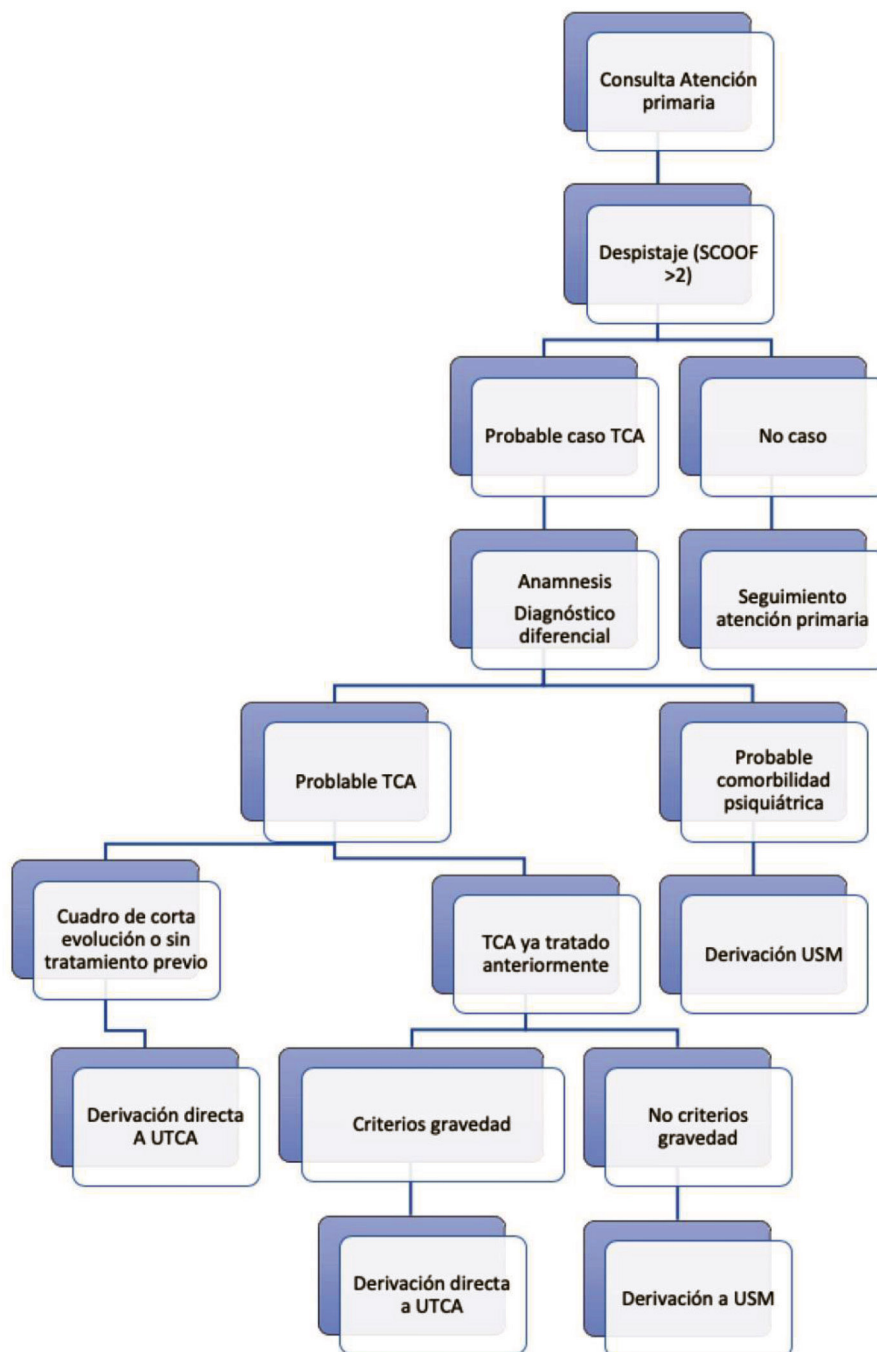 Consulta Atención
primaria
Despistaje (SCOOF
>2)
Probable caso TCA
No caso
Anamnesis
Diagnóstico
diferencial
Seguimiento
atención primaria
Problable TCA
Probable
comorbilidad
psiquiátrica
Cuadro de corta
evolución o sin
tratamiento previo
TCA ya tratado
anteriormente
Derivación USM
Derivación directa
A UTCA
Criterios gravedad
No criterios
gravedad
Derivación directa
a UTCA
Derivación a USM